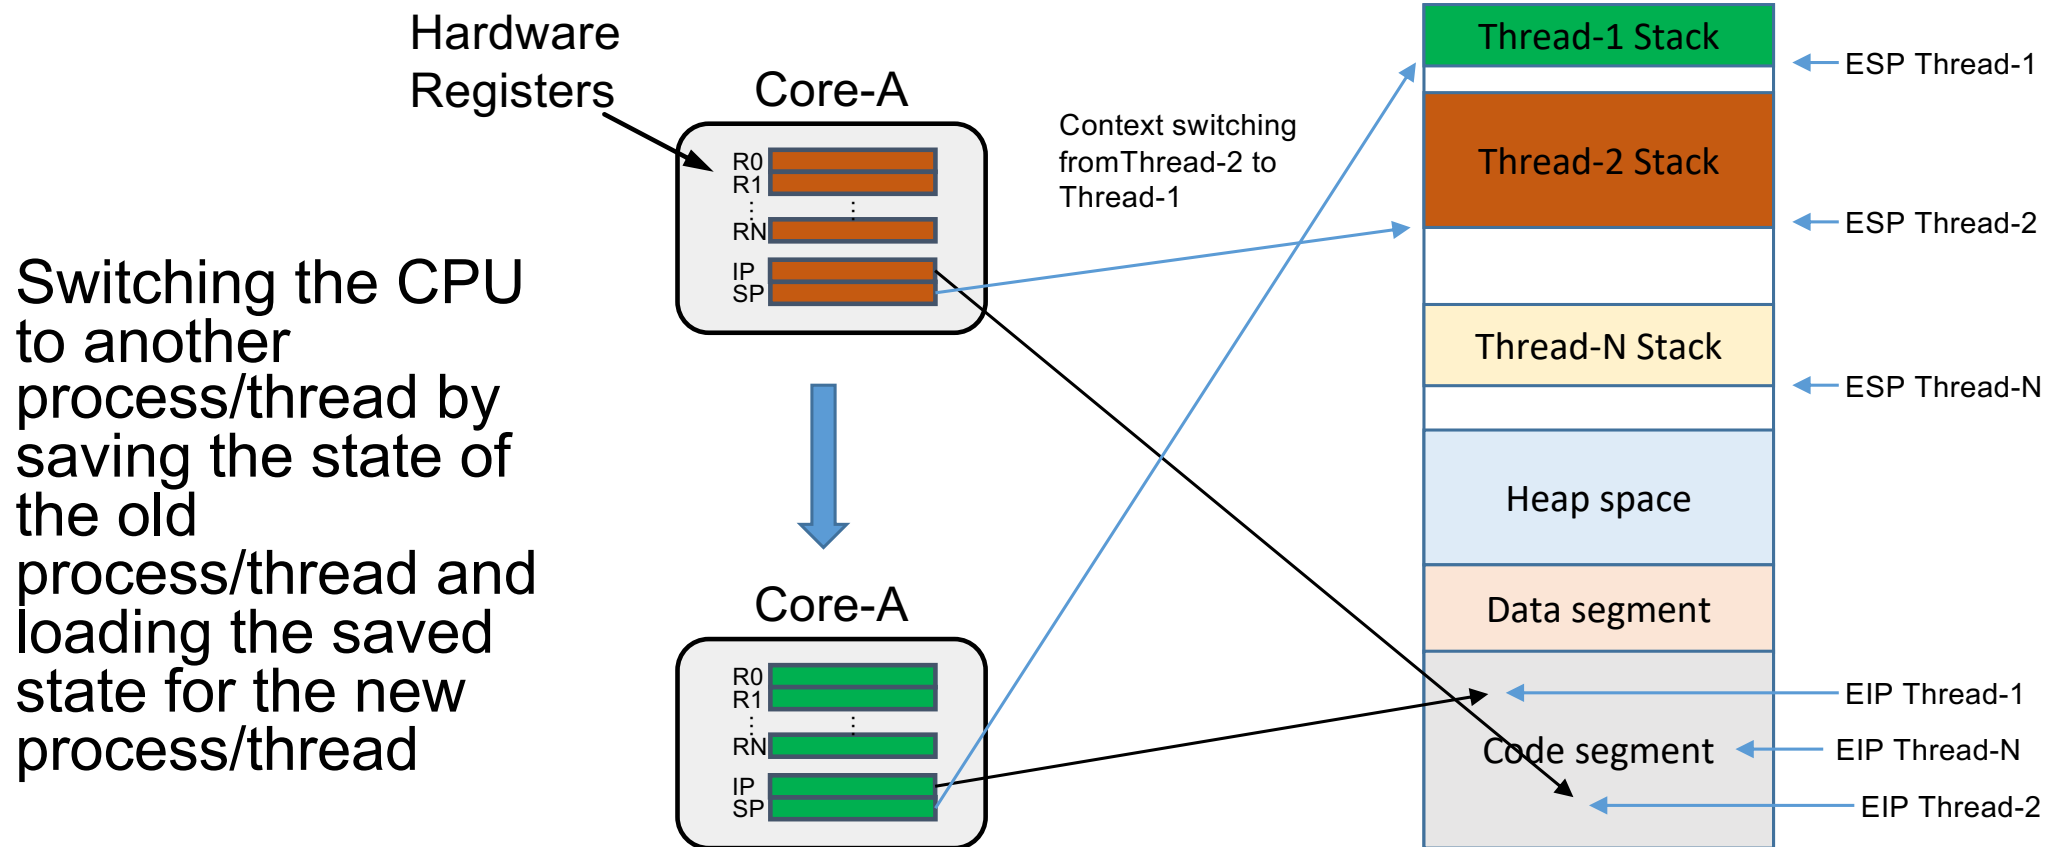 Switching the CPU
to another
process/thread by
saving the state of
the old
process/thread and
loading the saved
state for the new
process/thread
Hardware
Registers
Core-A
R0
R1
RN
IP
SP
Core-A
R0
R1
RN
IP
SP
Context switching
fromThread-2 to
Thread-1
Thread-1 Stack
Thread-2 Stack
Thread-N Stack
Heap space
Data segment
Code segment
ESP Thread-1
ESP Thread-2
ESP Thread-N
EIP Thread-1
EIP Thread-N
EIP Thread-2